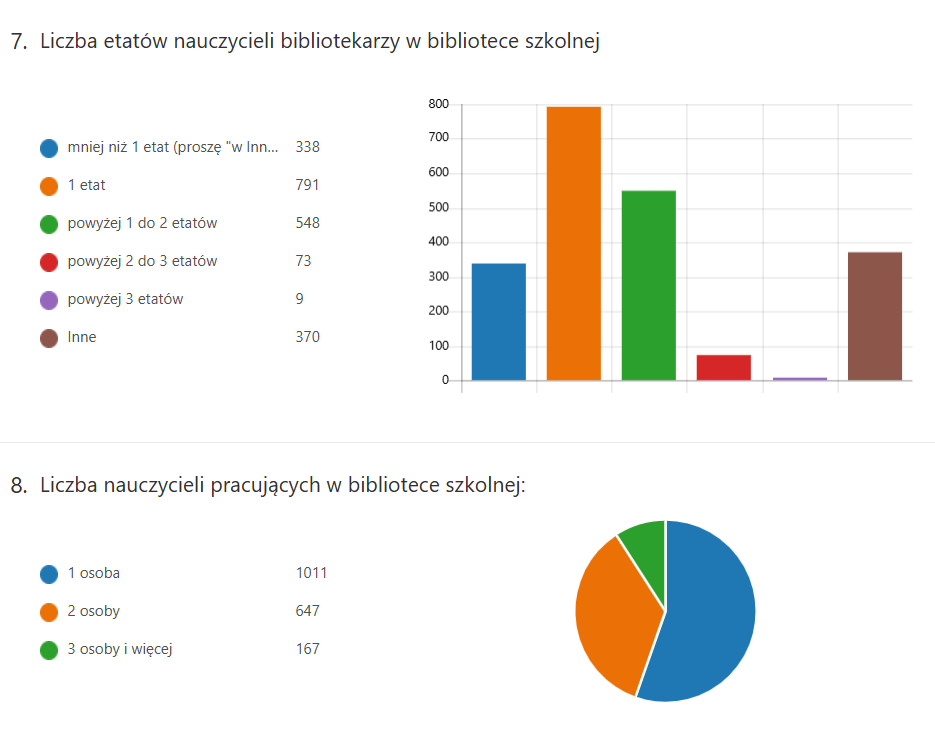 7. Liczba etatów nauczycieli bibliotekarzy w bibliotece szkolnej
mniej niż 1 etat (proszę "w Inn... 338
1 etat 791
powyżej 1 do 2 etatów 548
powyżej 2 do 3 etatów 73
powyżej 3 etatów 9
Inne 370
800
700
600
500
400
300
200
100
0
8. Liczba nauczycieli pracujących w bibliotece szkolnej:
1 osoba 1011
2 osoby 647
3 osoby i więcej 167